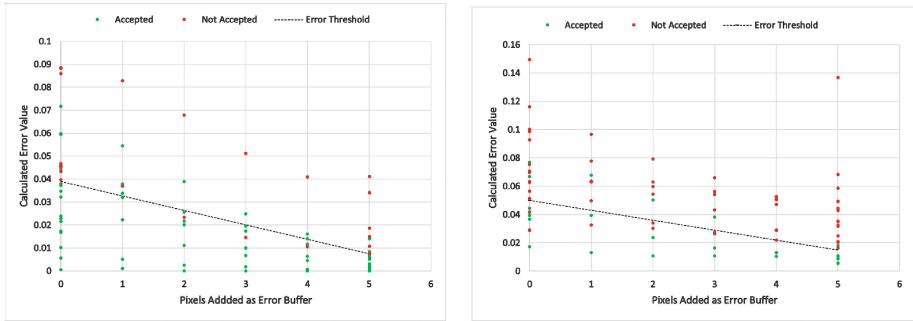 Accepted Not Accepted Error Threshold
0.1
0.09
0.08
0.07
0.06
0.05
0.04
0.03
0.02
0.01
0
Calculated Error Value
0 1 2 3 4 5 6
Pixels Addded as Error Buffer
Accepted Not Accepted Error Threshold
0.16
0.14
0.12
0.1
0.08
0.06
0.04
0.02
0
Calculated Error Value
0 1 2 3 4 5 6
Pixels Addded as Error Buffer